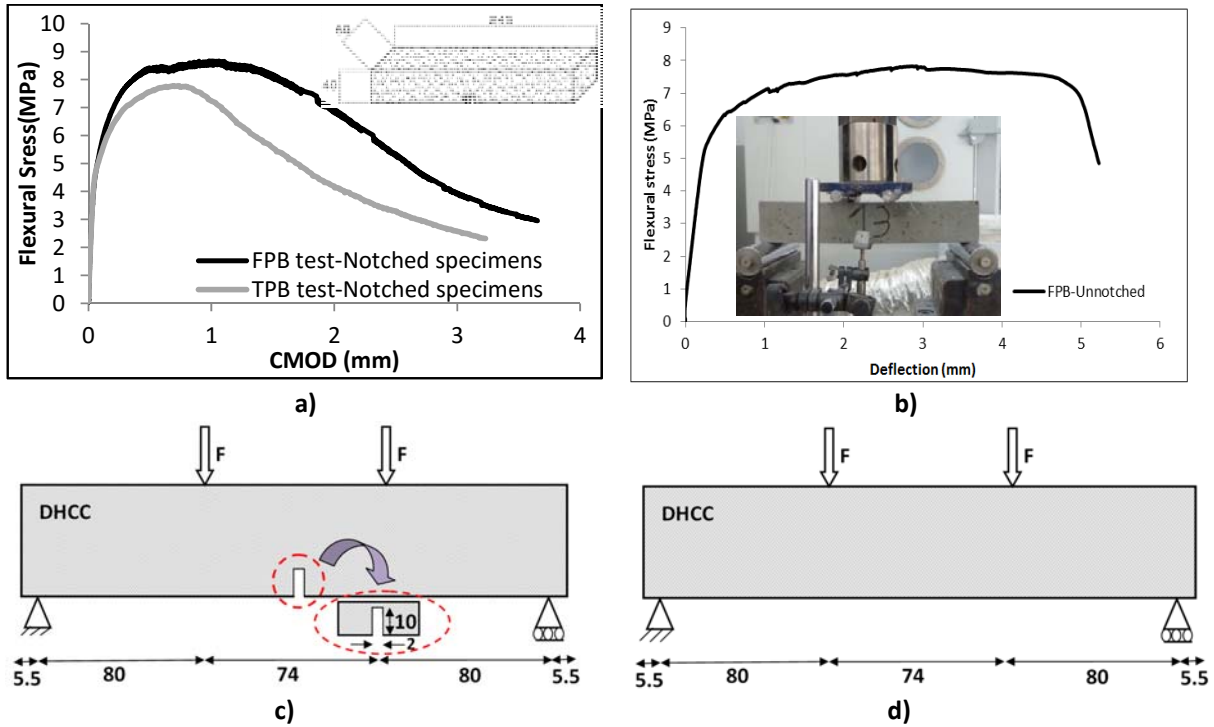 10
9
8
7
6
5
4
3
2
1
0
Flexural Sress(MPa)
FPB test-Notched specimens
TPB test-Notched specimens
0 1 2 3 4
CMOD (mm)
a)
9
8
7
6
5
4
3
2
1
0
Flexural stress (MPa)
3
FPB-Unnotched
0 1 2 3 4 5 6
Deflection (mm)
b)
F F
DHCC
10
2
5.5 80 74 80 5.5
c)
F F
DHCC
5.5 80 74 80 5.5
d)